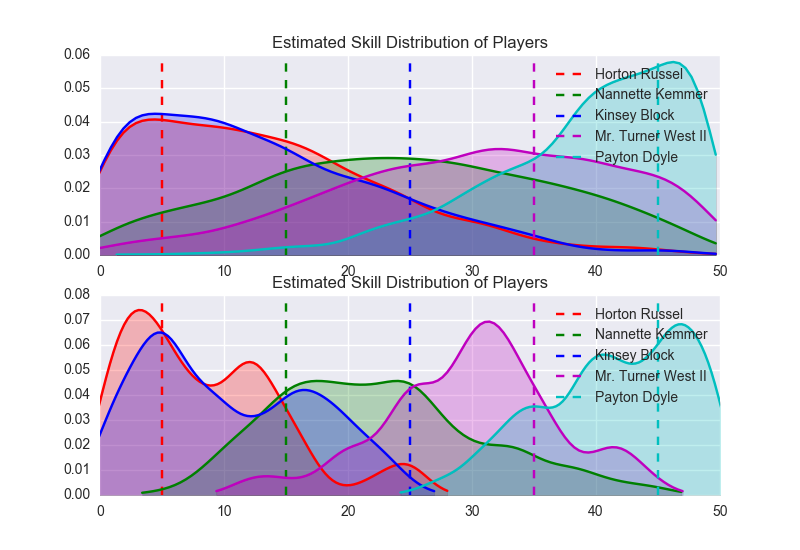 Estimated Skill Distribution of Players
0.06
0.05
0.04
0.03
0.02
0.01
0.00
Horton Russel
Nannette Kemmer
Kinsey Block
Mr. Turner West II
Payton Doyle
0 10 20 30 40 50
Estimated Skill Distribution of Players
0.08
0.07
0.06
0.05
0.04
0.03
0.02
0.01
0.00
Horton Russel
Nannette Kemmer
Kinsey Block
Mr. Turner West II
Payton Doyle
0 10 20 30 40 50